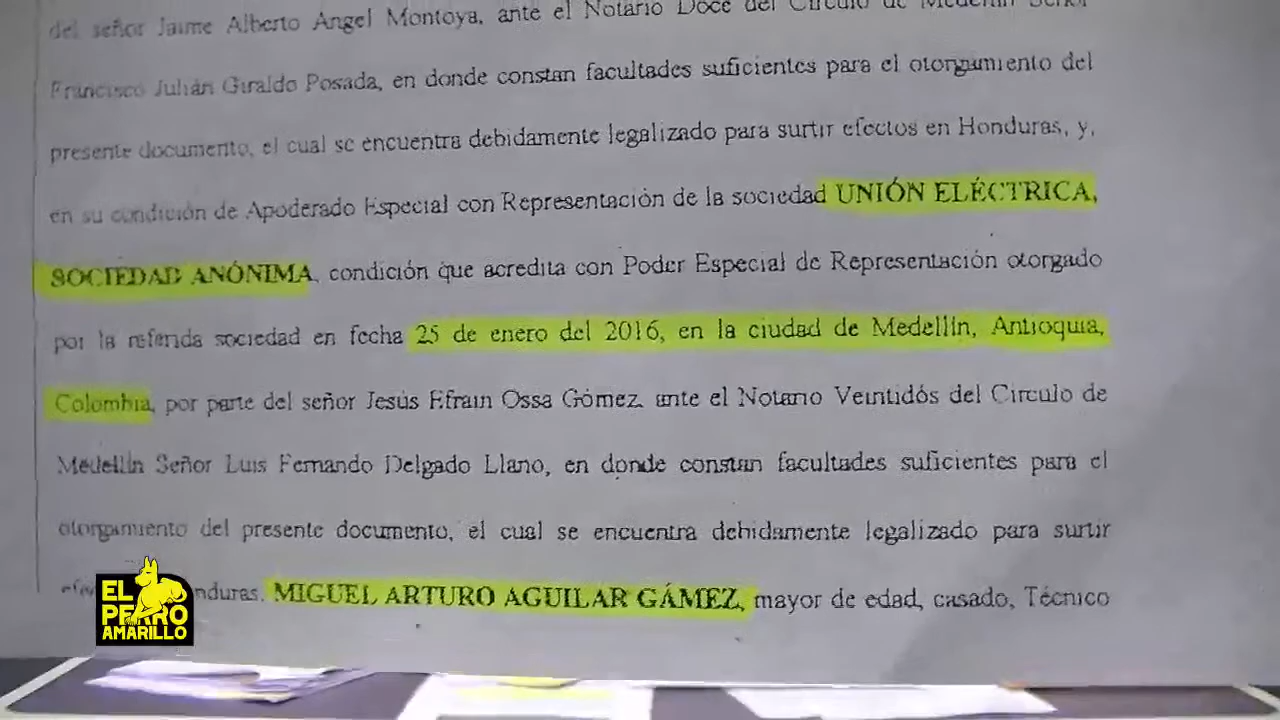 del señor Jaime Alberto Ángel Montoya, ante el Notario Doce del Círculo de Medellín Señor
Francisco Julián Giraldo Posada, en donde constan facultades suficientes para el otorgamiento del
presente documento, el cual se encuentra debidamente legalizado para surtir efectos en Honduras, y,
en su condición de Apoderado Especial con Representación de la sociedad UNIÓN ELÉCTRICA,
SOCIEDAD ANÓNIMA, condición que acredita con Poder Especial de Representación otorgado
por la referida sociedad en fecha 25 de enero del 2016, en la ciudad de Medellín, Antioquia,
Colombia, por parte del señor Jesús Efraín Ossa Gómez ante el Notario Veintidós del Círculo de
Medellín Señor Luis Fernando Delgado Llano, en donde constan facultades suficientes para el
otorgamiento del presente documento, el cual se encuentra debidamente legalizado para surtir
nduras. MIGUEL ARTURO AGUILAR GÁMEZ, mayor de edad, casado, Técnico
EL
PERRO
AMARILLO